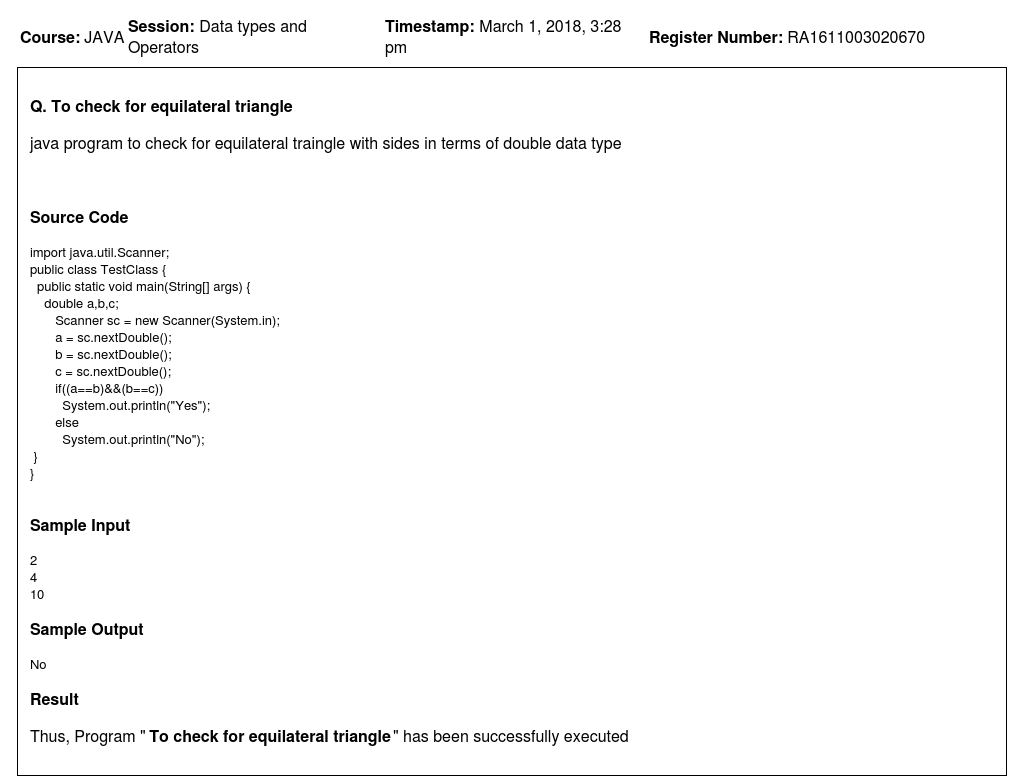 Course: JAVA Session: Data types and Operators Timestamp: March 1, 2018, 3:28 pm Register Number: RA1611003020670
Q. To check for equilateral triangle
java program to check for equilateral traingle with sides in terms of double data type
Source Code
import java.util.Scanner;
public class TestClass {
public static void main(String[] args) {
double a,b,c;
Scanner sc = new Scanner(System.in);
a = sc.nextDouble();
b = sc.nextDouble();
c = sc.nextDouble();
if((a==b)&&(b==c))
System.out.println("Yes");
else
System.out.println("No");
}
}
Sample Input
2
4
10
Sample Output
No
Result
Thus, Program " To check for equilateral triangle " has been successfully executed